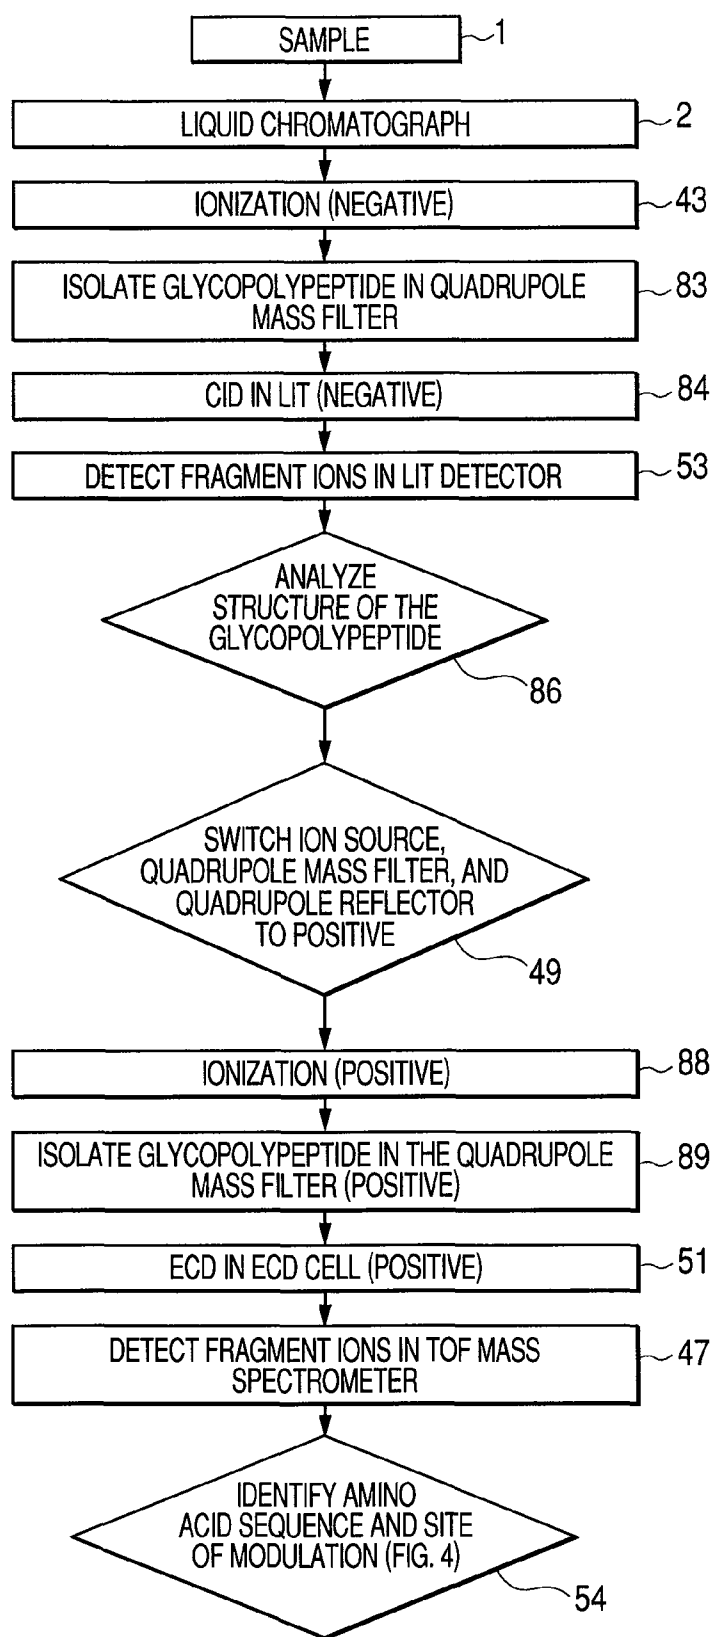 SAMPLE
1
LIQUID CHROMATOGRAPH
2
IONIZATION (NEGATIVE)
43
ISOLATE GLYCOPOLYPEPTIDE IN QUADRUPOLE
MASS FILTER
83
CID IN LIT (NEGATIVE)
84
DETECT FRAGMENT IONS IN LIT DETECTOR
53
ANALYZE
STRUCTURE OF THE
GLYCOPOLYPEPTIDE
86
SWITCH ION SOURCE,
QUADRUPOLE MASS FILTER, AND
QUADRUPOLE REFLECTOR
TO POSITIVE
49
IONIZATION (POSITIVE)
88
ISOLATE GLYCOPOLYPEPTIDE IN THE QUADRUPOLE
MASS FILTER (POSITIVE)
89
ECD IN ECD CELL (POSITIVE)
51
DETECT FRAGMENT IONS IN TOF MASS
SPECTROMETER
47
IDENTIFY AMINO
ACID SEQUENCE AND SITE
OF MODULATION (FIG. 4)
54